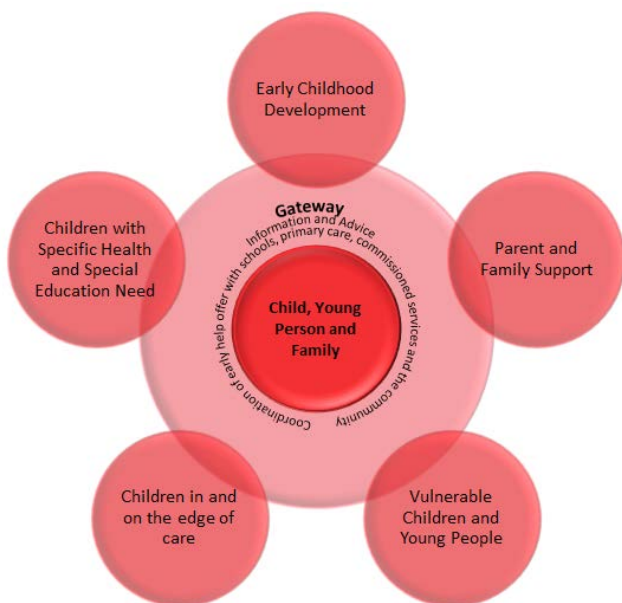 Early Childhood
Development
Gateway
Information and Advice
Coordination of early help offer with schools, primary care, commissioned services and the community
Child, Young
Person and
Family
Children with
Specific Health
and Special
Education Need
Parent and
Family Support
Children in and
on the edge of
care
Vulnerable
Children and
Young People